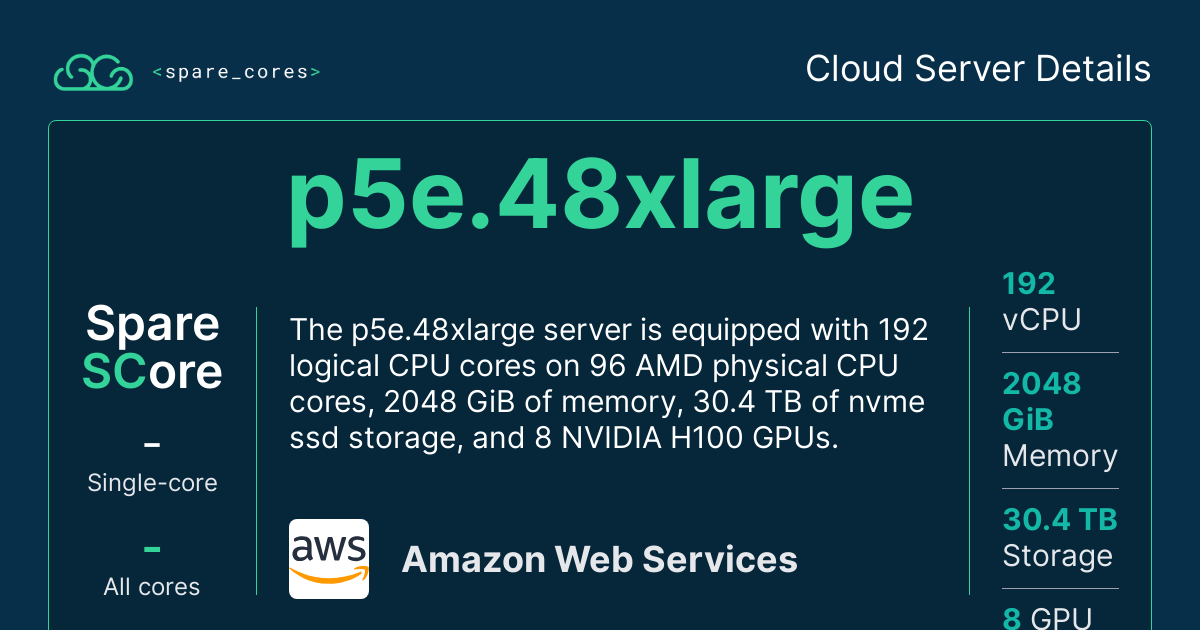 <spare_cores>
Cloud Server Details
p5e.48xlarge
Spare
SCore
-
Single-core
-
All cores
The p5e.48xlarge server is equipped with 192
logical CPU cores on 96 AMD physical CPU
cores, 2048 GiB of memory, 30.4 TB of nvme
ssd storage, and 8 NVIDIA H100 GPUs.
aws
Amazon Web Services
192
vCPU
2048
GiB
Memory
30.4 TB
Storage
8 GPU